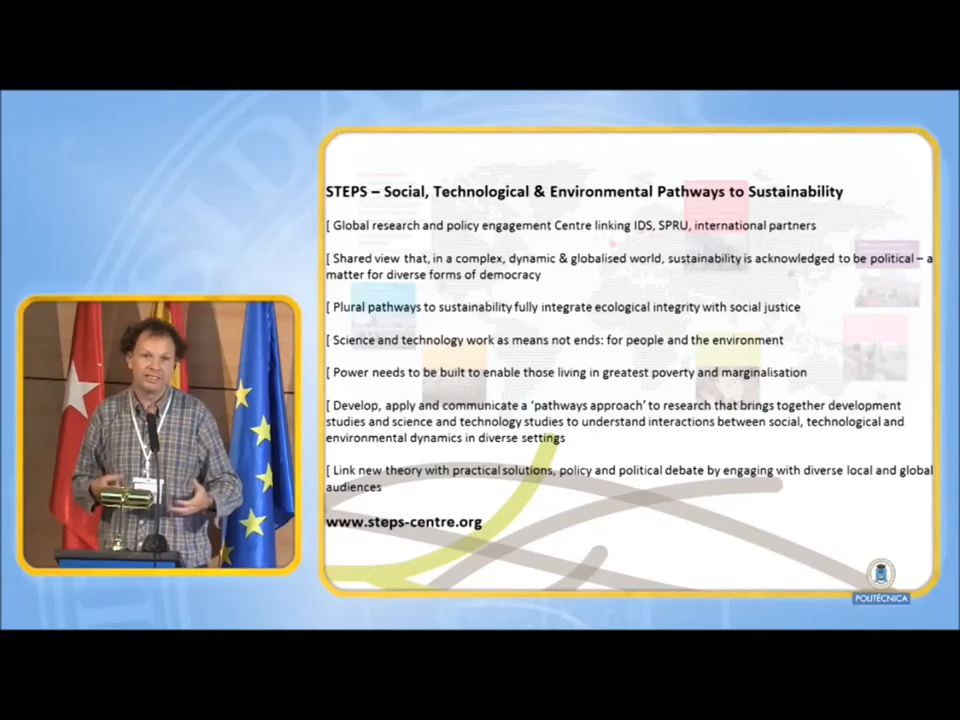 STEPS – Social, Technological & Environmental Pathways to Sustainability
[ Global research and policy engagement Centre linking IDS, SPRU, international partners
[ Shared view that, in a complex, dynamic & globalised world, sustainability is acknowledged to be political – a
matter for diverse forms of democracy
[ Plural pathways to sustainability fully integrate ecological integrity with social justice
[ Science and technology work as means not ends: for people and the environment
[ Power needs to be built to enable those living in greatest poverty and marginalisation
[ Develop, apply and communicate a ‘pathways approach’ to research that brings together development
studies and science and technology studies to understand interactions between social, technological and
environmental dynamics in diverse settings
[ Link new theory with practical solutions, policy and political debate by engaging with diverse local and global
audiences
www.steps-centre.org
POLITÉCNICA